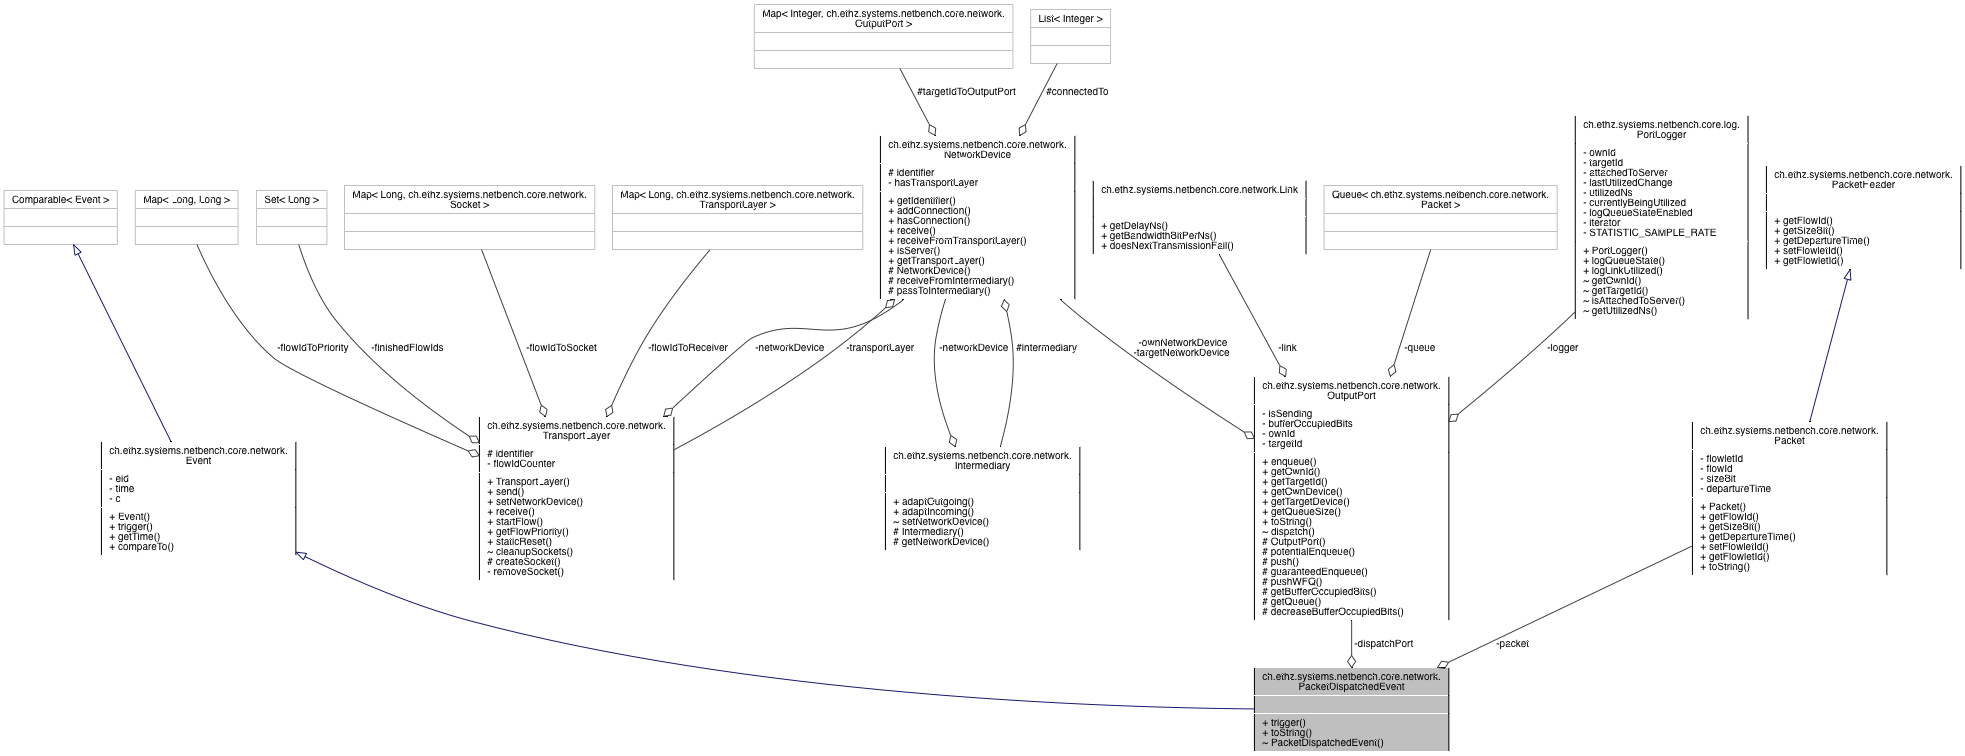 Map< Integer, ch.ethz.systems.netbench.core.network.
OutputPort >
List< Integer >
#targetIdToOutputPort
#connectedTo
ch.ethz.systems.netbench.core.network.
NetworkDevice
# identifier
- hasTransportLayer
+ getIdentifier()
+ addConnection()
+ hasConnection()
+ receive()
+ receiveFromTransportLayer()
+ isServer()
+ getTransportLayer()
# NetworkDevice()
# receiveFromIntermediary()
# passToIntermediary()
ch.ethz.systems.netbench.core.log.
PortLogger
- ownId
- targetId
- attachedToServer
- lastUtilizedChange
- utilizedNs
- currentlyBeingUtilized
- logQueueStateEnabled
- iterator
- STATISTIC_SAMPLE_RATE
+ PortLogger()
+ logQueueState()
+ logLinkUtilized()
~ getOwnId()
~ getTargetId()
~ isAttachedToServer()
~ getUtilizedNs()
ch.ethz.systems.netbench.core.network.
PacketHeader
+ getFlowId()
+ getSizeBit()
+ getDepartureTime()
+ setFlowletId()
+ getFlowletId()
Comparable< Event >
Map< Long, Long >
Set< Long >
Map< Long, ch.ethz.systems.netbench.core.network.
Socket >
Map< Long, ch.ethz.systems.netbench.core.network.
TransportLayer >
ch.ethz.systems.netbench.core.network.Link
+ getDelayNs()
+ getBandwidthBitPerNs()
+ doesNextTransmissionFail()
Queue< ch.ethz.systems.netbench.core.network.
Packet >
-flowIdToPriority
-finishedFlowIds
-flowIdToSocket
-flowIdToReceiver
-networkDevice
-transportLayer
-networkDevice
#intermediary
-ownNetworkDevice
-targetNetworkDevice
-link
-queue
-logger
ch.ethz.systems.netbench.core.network.
Event
- eid
- time
- c
+ Event()
+ trigger()
+ getTime()
+ compareTo()
ch.ethz.systems.netbench.core.network.
TransportLayer
# identifier
- flowIdCounter
+ TransportLayer()
+ send()
+ setNetworkDevice()
+ receive()
+ startFlow()
+ getFlowPriority()
+ staticReset()
~ cleanupSockets()
# createSocket()
- removeSocket()
ch.ethz.systems.netbench.core.network.
Intermediary
+ adaptOutgoing()
+ adaptIncoming()
~ setNetworkDevice()
# Intermediary()
# getNetworkDevice()
ch.ethz.systems.netbench.core.network.
OutputPort
- isSending
- bufferOccupiedBits
- ownId
- targetId
+ enqueue()
+ getOwnId()
+ getTargetId()
+ getOwnDevice()
+ getTargetDevice()
+ getQueueSize()
+ toString()
~ dispatch()
# OutputPort()
# potentialEnqueue()
# push()
# guaranteedEnqueue()
# pushWFQ()
# getBufferOccupiedBits()
# getQueue()
# decreaseBufferOccupiedBits()
ch.ethz.systems.netbench.core.network.
Packet
- flowletId
- flowId
- sizeBit
- departureTime
+ Packet()
+ getFlowId()
+ getSizeBit()
+ getDepartureTime()
+ setFlowletId()
+ getFlowletId()
+ toString()
-dispatchPort
-packet
ch.ethz.systems.netbench.core.network.
PacketDispatchedEvent
+ trigger()
+ toString()
~ PacketDispatchedEvent()